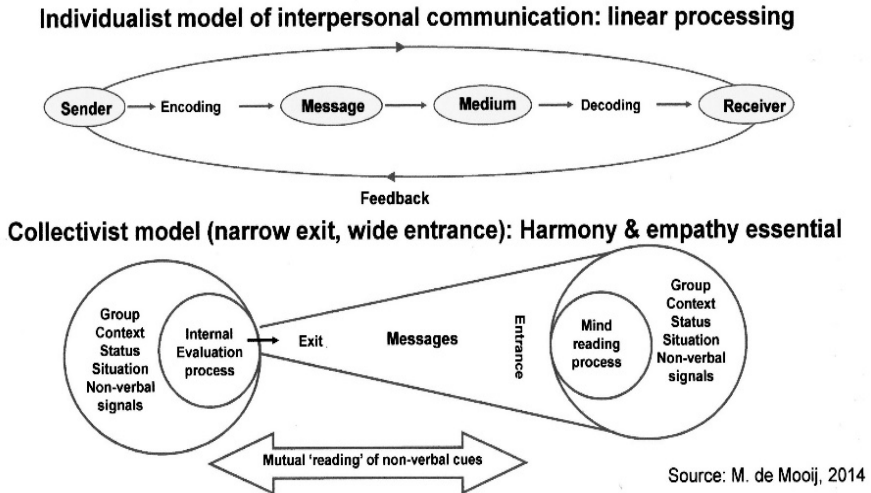 Individualist model of interpersonal communication: linear processing
Sender
Encoding
Message
Medium
Decoding
Receiver
Feedback
Collectivist model (narrow exit, wide entrance): Harmony & empathy essential
Group
Context
Status
Situation
Non-verbal
signals
Internal
Evaluation
process
Exit
Messages
Entrance
Mind
reading
process
Group
Context
Status
Situation
Non-verbal
signals
Mutual ‘reading’ of non-verbal cues
Source: M. de Mooij, 2014